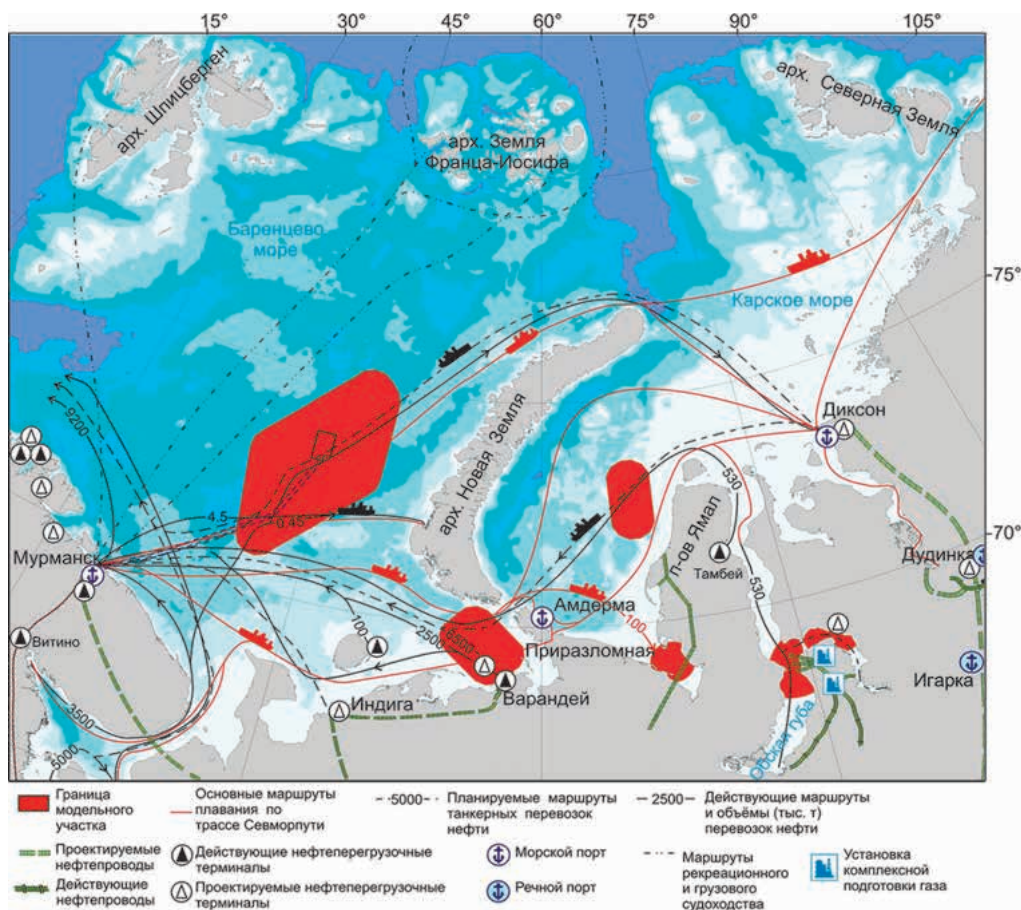 15°
30°
45°
60°
75°
90°
105°
арх. Шпицберген
арх. Земля
Франца-Иосифа
арх. Северная Земля
Баренцево
море
75°
Карское море
9200
Диксон
арх. Новая Земля
4.5
0.45
530
п-ов Ямал
70°
Мурманск
Тамбей
Дудинка
530
Амдерма
100
100
2500
6500
Витино
Приразломная
Варандей
Индига
Игарка
3500
5000
Обская губа
Граница
модельного
участка
Основные маршруты
плавания по
трассе Севморпути
5000
Планируемые маршруты
танкерных перевозок
нефти
2500
Действующие маршруты
и объёмы (тыс. т)
перевозок нефти
Проектируемые
нефтепроводы
Действующие нефтеперегрузочные
терминалы
Морской порт
Маршруты
рекреационного
и грузового
судоходства
Установка
комплексной
подготовки газа
Действующие
нефтепроводы
Проектируемые нефтеперегрузочные
терминалы
Речной порт